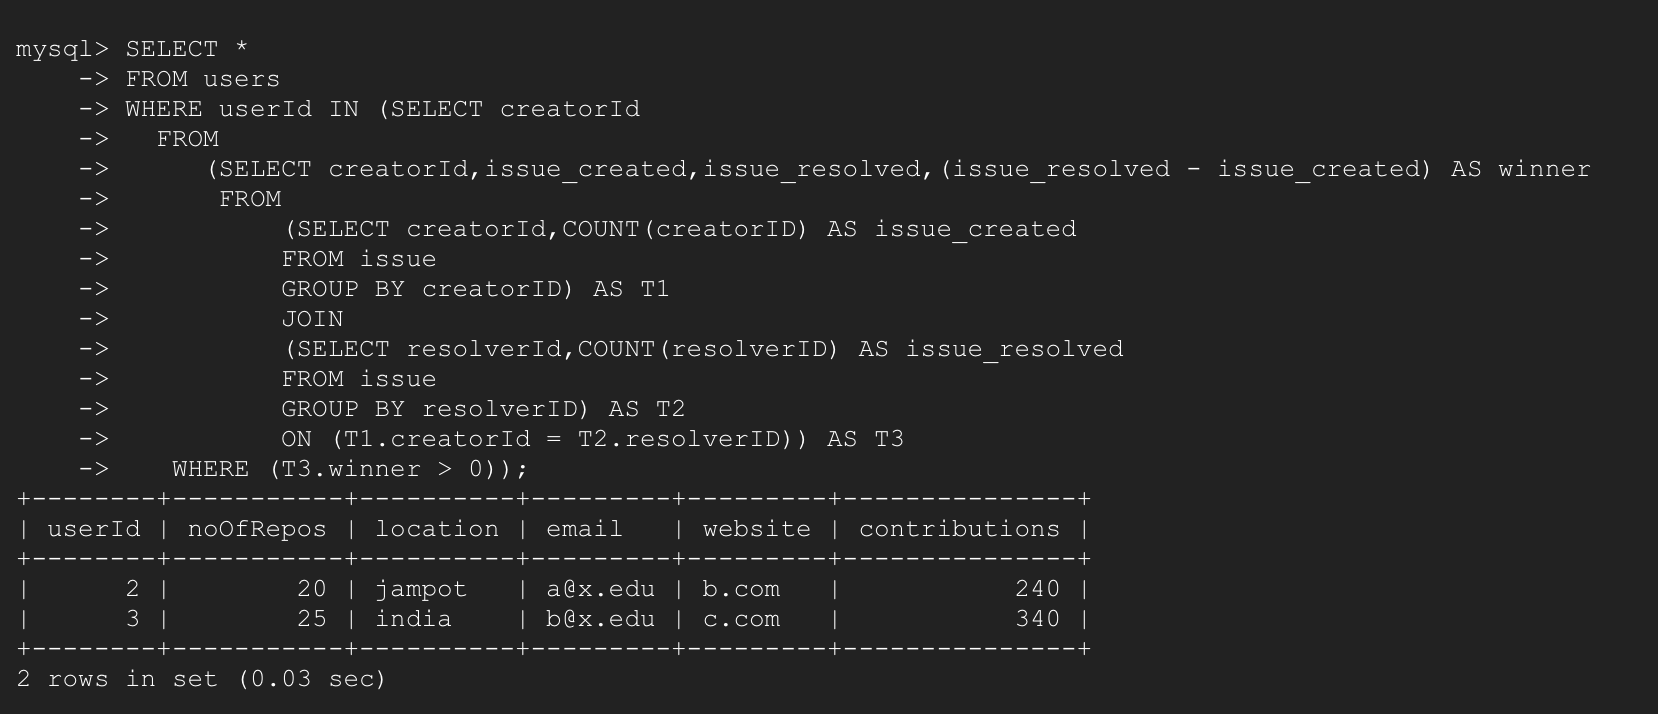 mysql> SELECT *
    -> FROM users
    -> WHERE userId IN (SELECT creatorId
    ->   FROM
    ->      (SELECT creatorId,issue_created,issue_resolved,(issue_resolved - issue_created) AS winner
    ->       FROM
    ->           (SELECT creatorId,COUNT(creatorID) AS issue_created
    ->           FROM issue
    ->           GROUP BY creatorID) AS T1
    ->           JOIN
    ->           (SELECT resolverId,COUNT(resolverID) AS issue_resolved
    ->           FROM issue
    ->           GROUP BY resolverID) AS T2
    ->           ON (T1.creatorId = T2.resolverID)) AS T3
    ->    WHERE (T3.winner > 0));
+--------+-----------+----------+---------+---------+---------------+
| userId | noOfRepos | location | email   | website | contributions |
+--------+-----------+----------+---------+---------+---------------+
|      2 |        20 | jampot   | a@x.edu | b.com   |           240 |
|      3 |        25 | india    | b@x.edu | c.com   |           340 |
+--------+-----------+----------+---------+---------+---------------+
2 rows in set (0.03 sec)